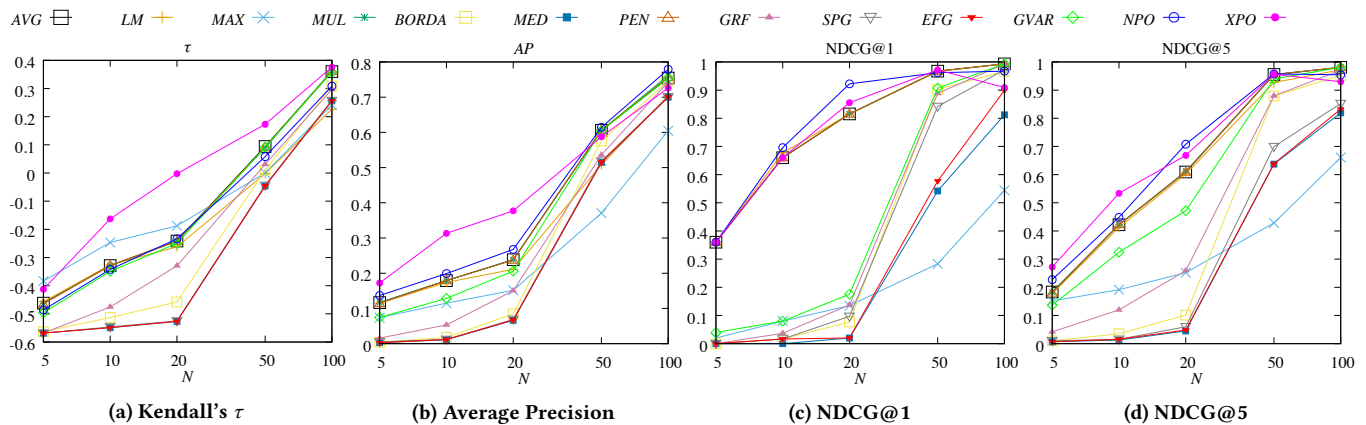 AVG LM MAX MUL BORDA MED PEN GRF SPG EFG GVAR NPO XPO
τ AP NDCG@1 NDCG@5
0.4 0.8 1 1
0.3 0.7 0.9 0.9
0.2 0.6 0.8 0.8
0.1 0.5 0.7 0.7
0 0.4 0.6 0.6
-0.1 0.3 0.5 0.5
-0.2 0.2 0.4 0.4
-0.3 0.1 0.3 0.3
-0.4 0 0.2 0.2
-0.5 0.1 0.1
-0.6 0 0
5 10 20 50 100 5 10 20 50 100 5 10 20 50 100 5 10 20 50 100
N N N N
(a) Kendall's τ (b) Average Precision (c) NDCG@1 (d) NDCG@5